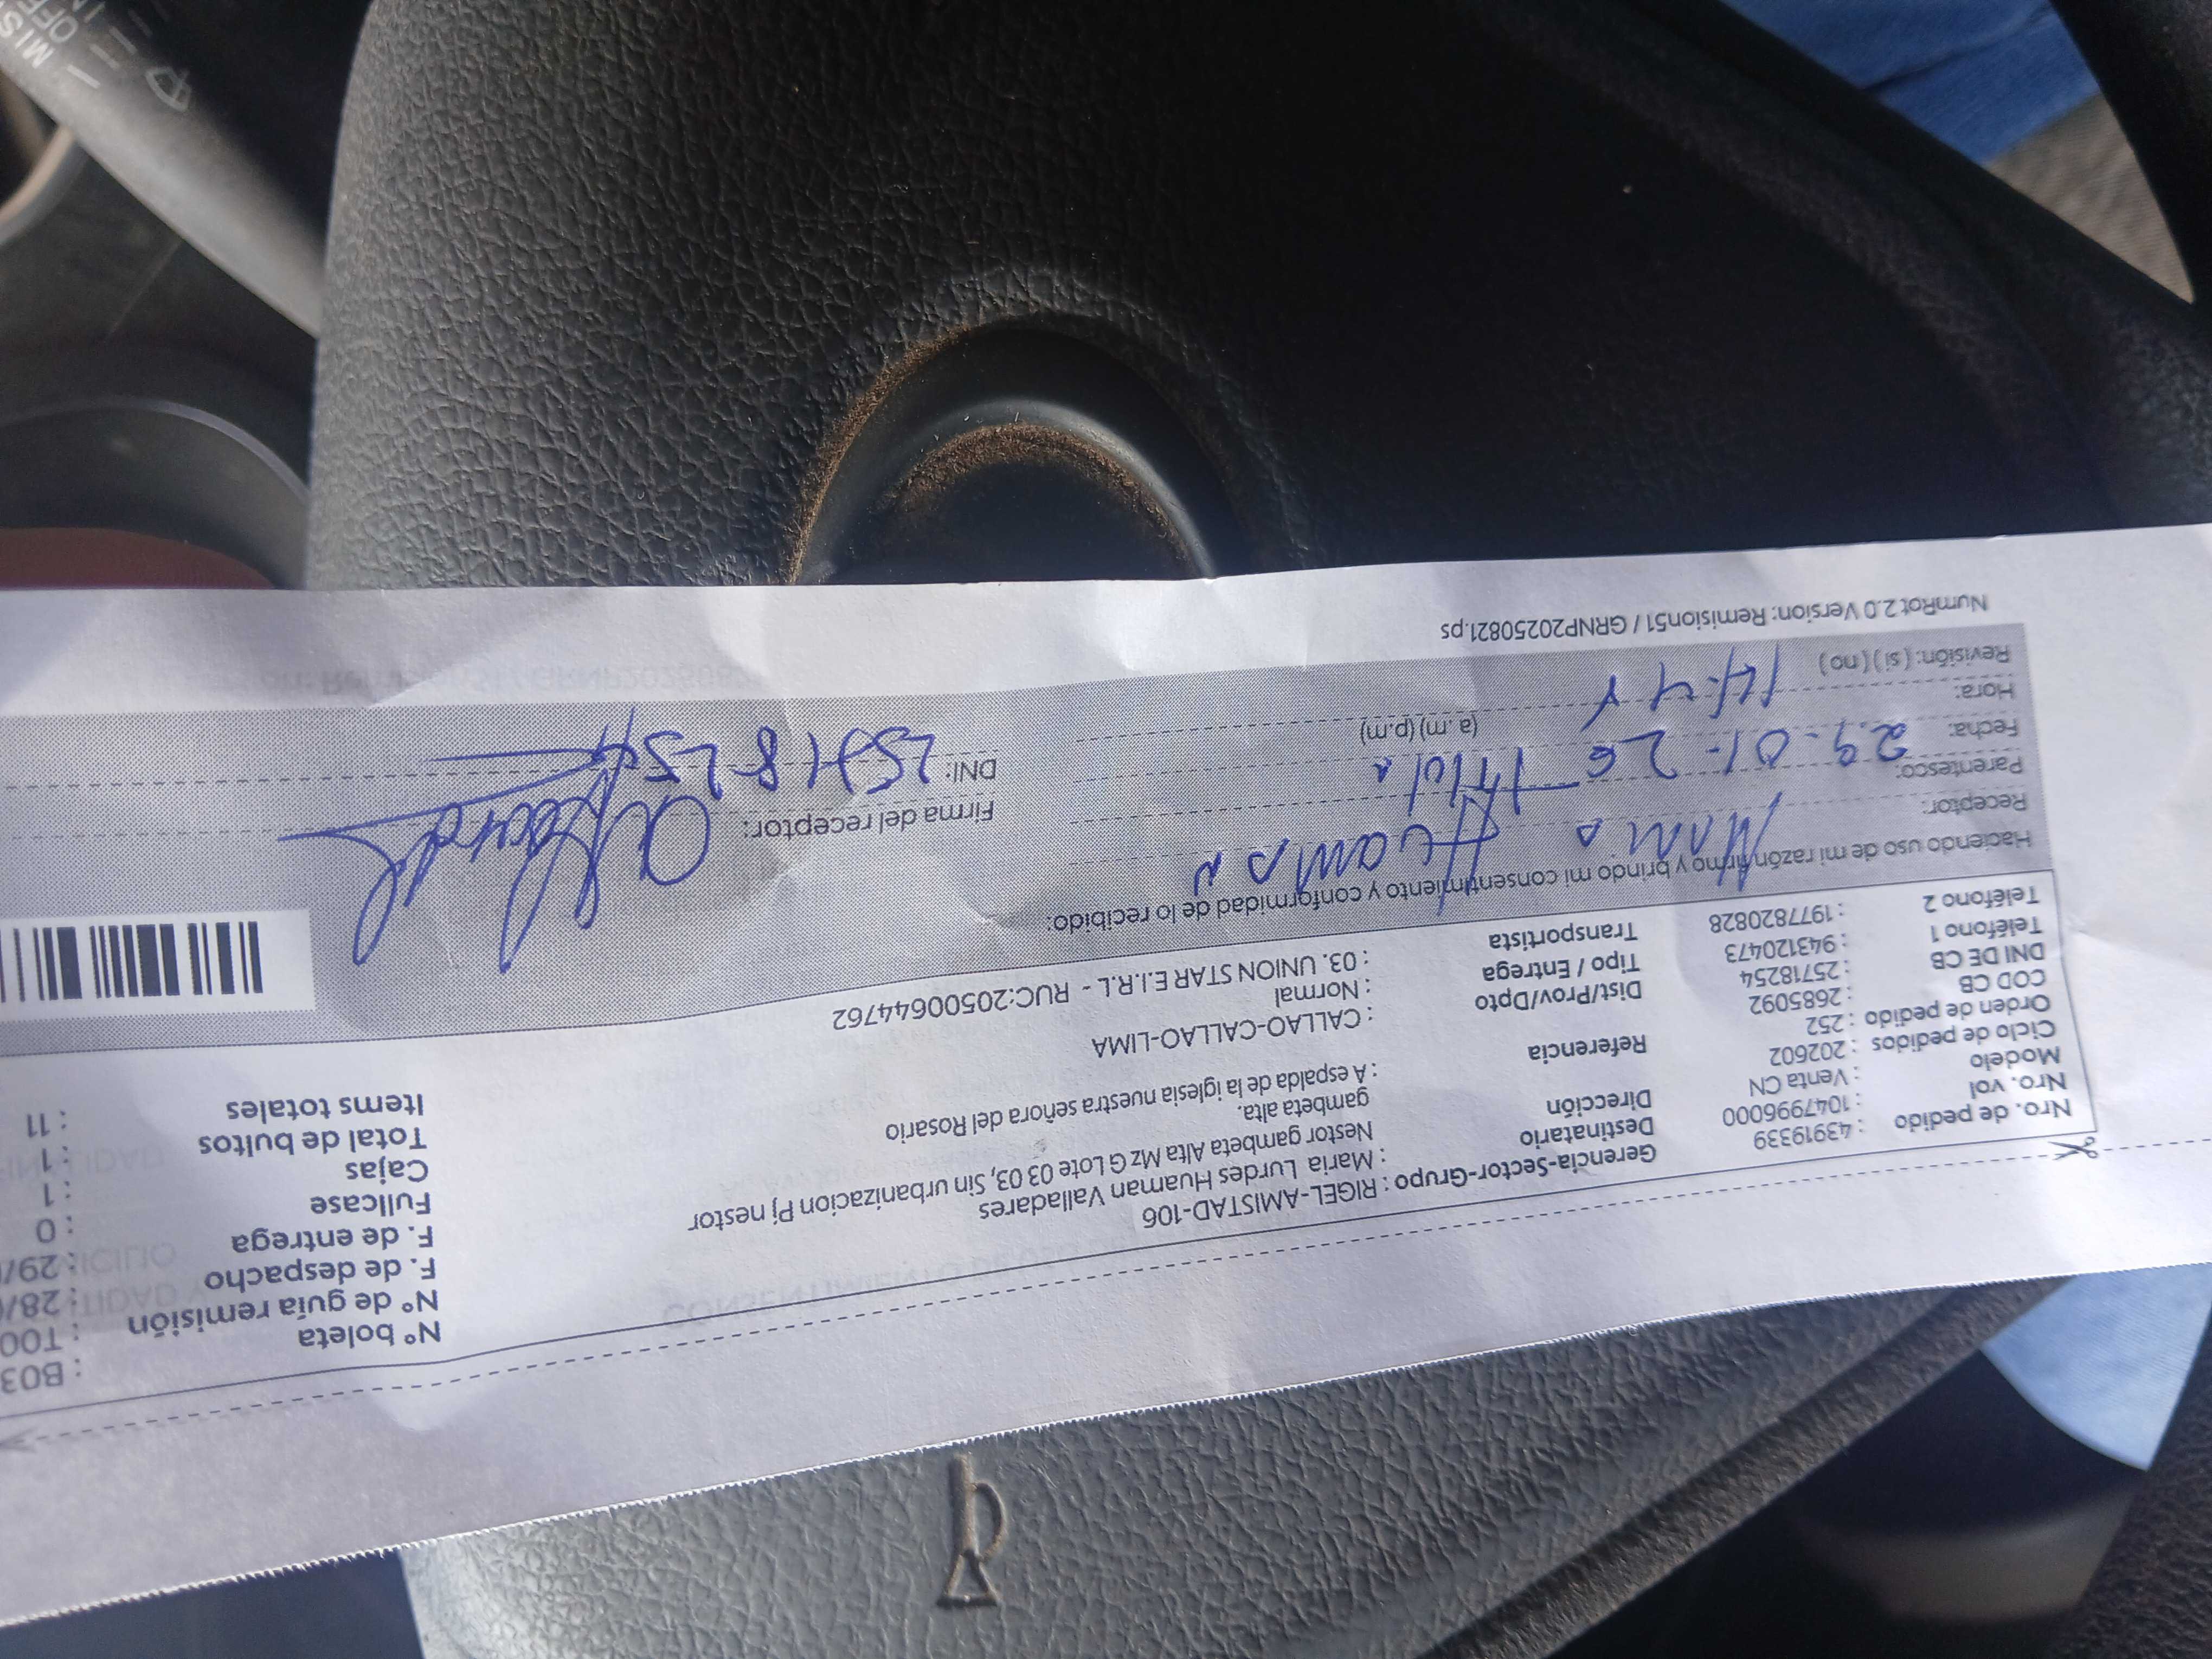 Nº boleta : B03
Nº de guía remisión : T00
F. de despacho : 28/
F. de entrega : 29/
Fullcase : 0
Cajas : 1
Total de bultos : 1
Items totales : 11
Nro. de pedido : 43919339
Nro. vol : 1047996000
Modelo : Venta CN
Ciclo de pedidos : 202602
Orden de pedido : 252
COD CB : 2685092
DNI DE CB : 25718254
Teléfono 1 : 943120473
Teléfono 2 : 1977820828
Gerencia-Sector-Grupo : RIGEL-AMISTAD-106
Destinatario : Maria Lurdes Huaman Valladares
Dirección : Nestor gambeta Alta Mz G Lote 03 03, Sin urbanizacion Pj nestor
gambeta alta.
Referencia : A espalda de la iglesia nuestra señora del Rosario
Dist/Prov/Dpto : CALLAO-CALLAO-LIMA
Tipo / Entrega : Normal
Transportista : 03. UNION STAR E.I.R.L - RUC:20500644762
Haciendo uso de mi razón firmo y brindo mi consentimiento y conformidad de lo recibido:
Receptor: Huaman
Parentesco:
Fecha: 29-01-26
Hora: (a.m) (p.m)
Revisión: ( si ) ( no )
Firma del receptor:
DNI: 25718254
NumRot 2.0 Version: Remision51 / GRNP20250821.ps